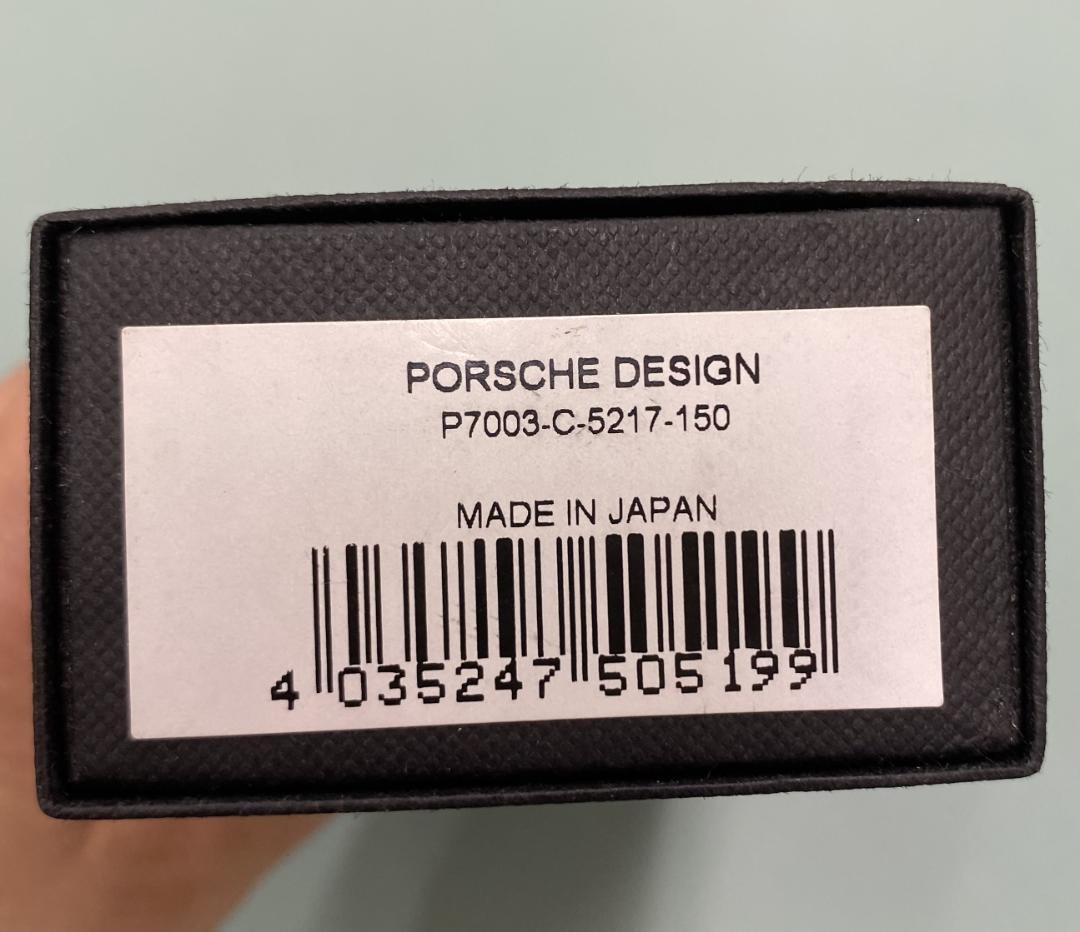 PORSCHE DESIGN
P7003-C-5217-150
MADE IN JAPAN
4 035247 505199